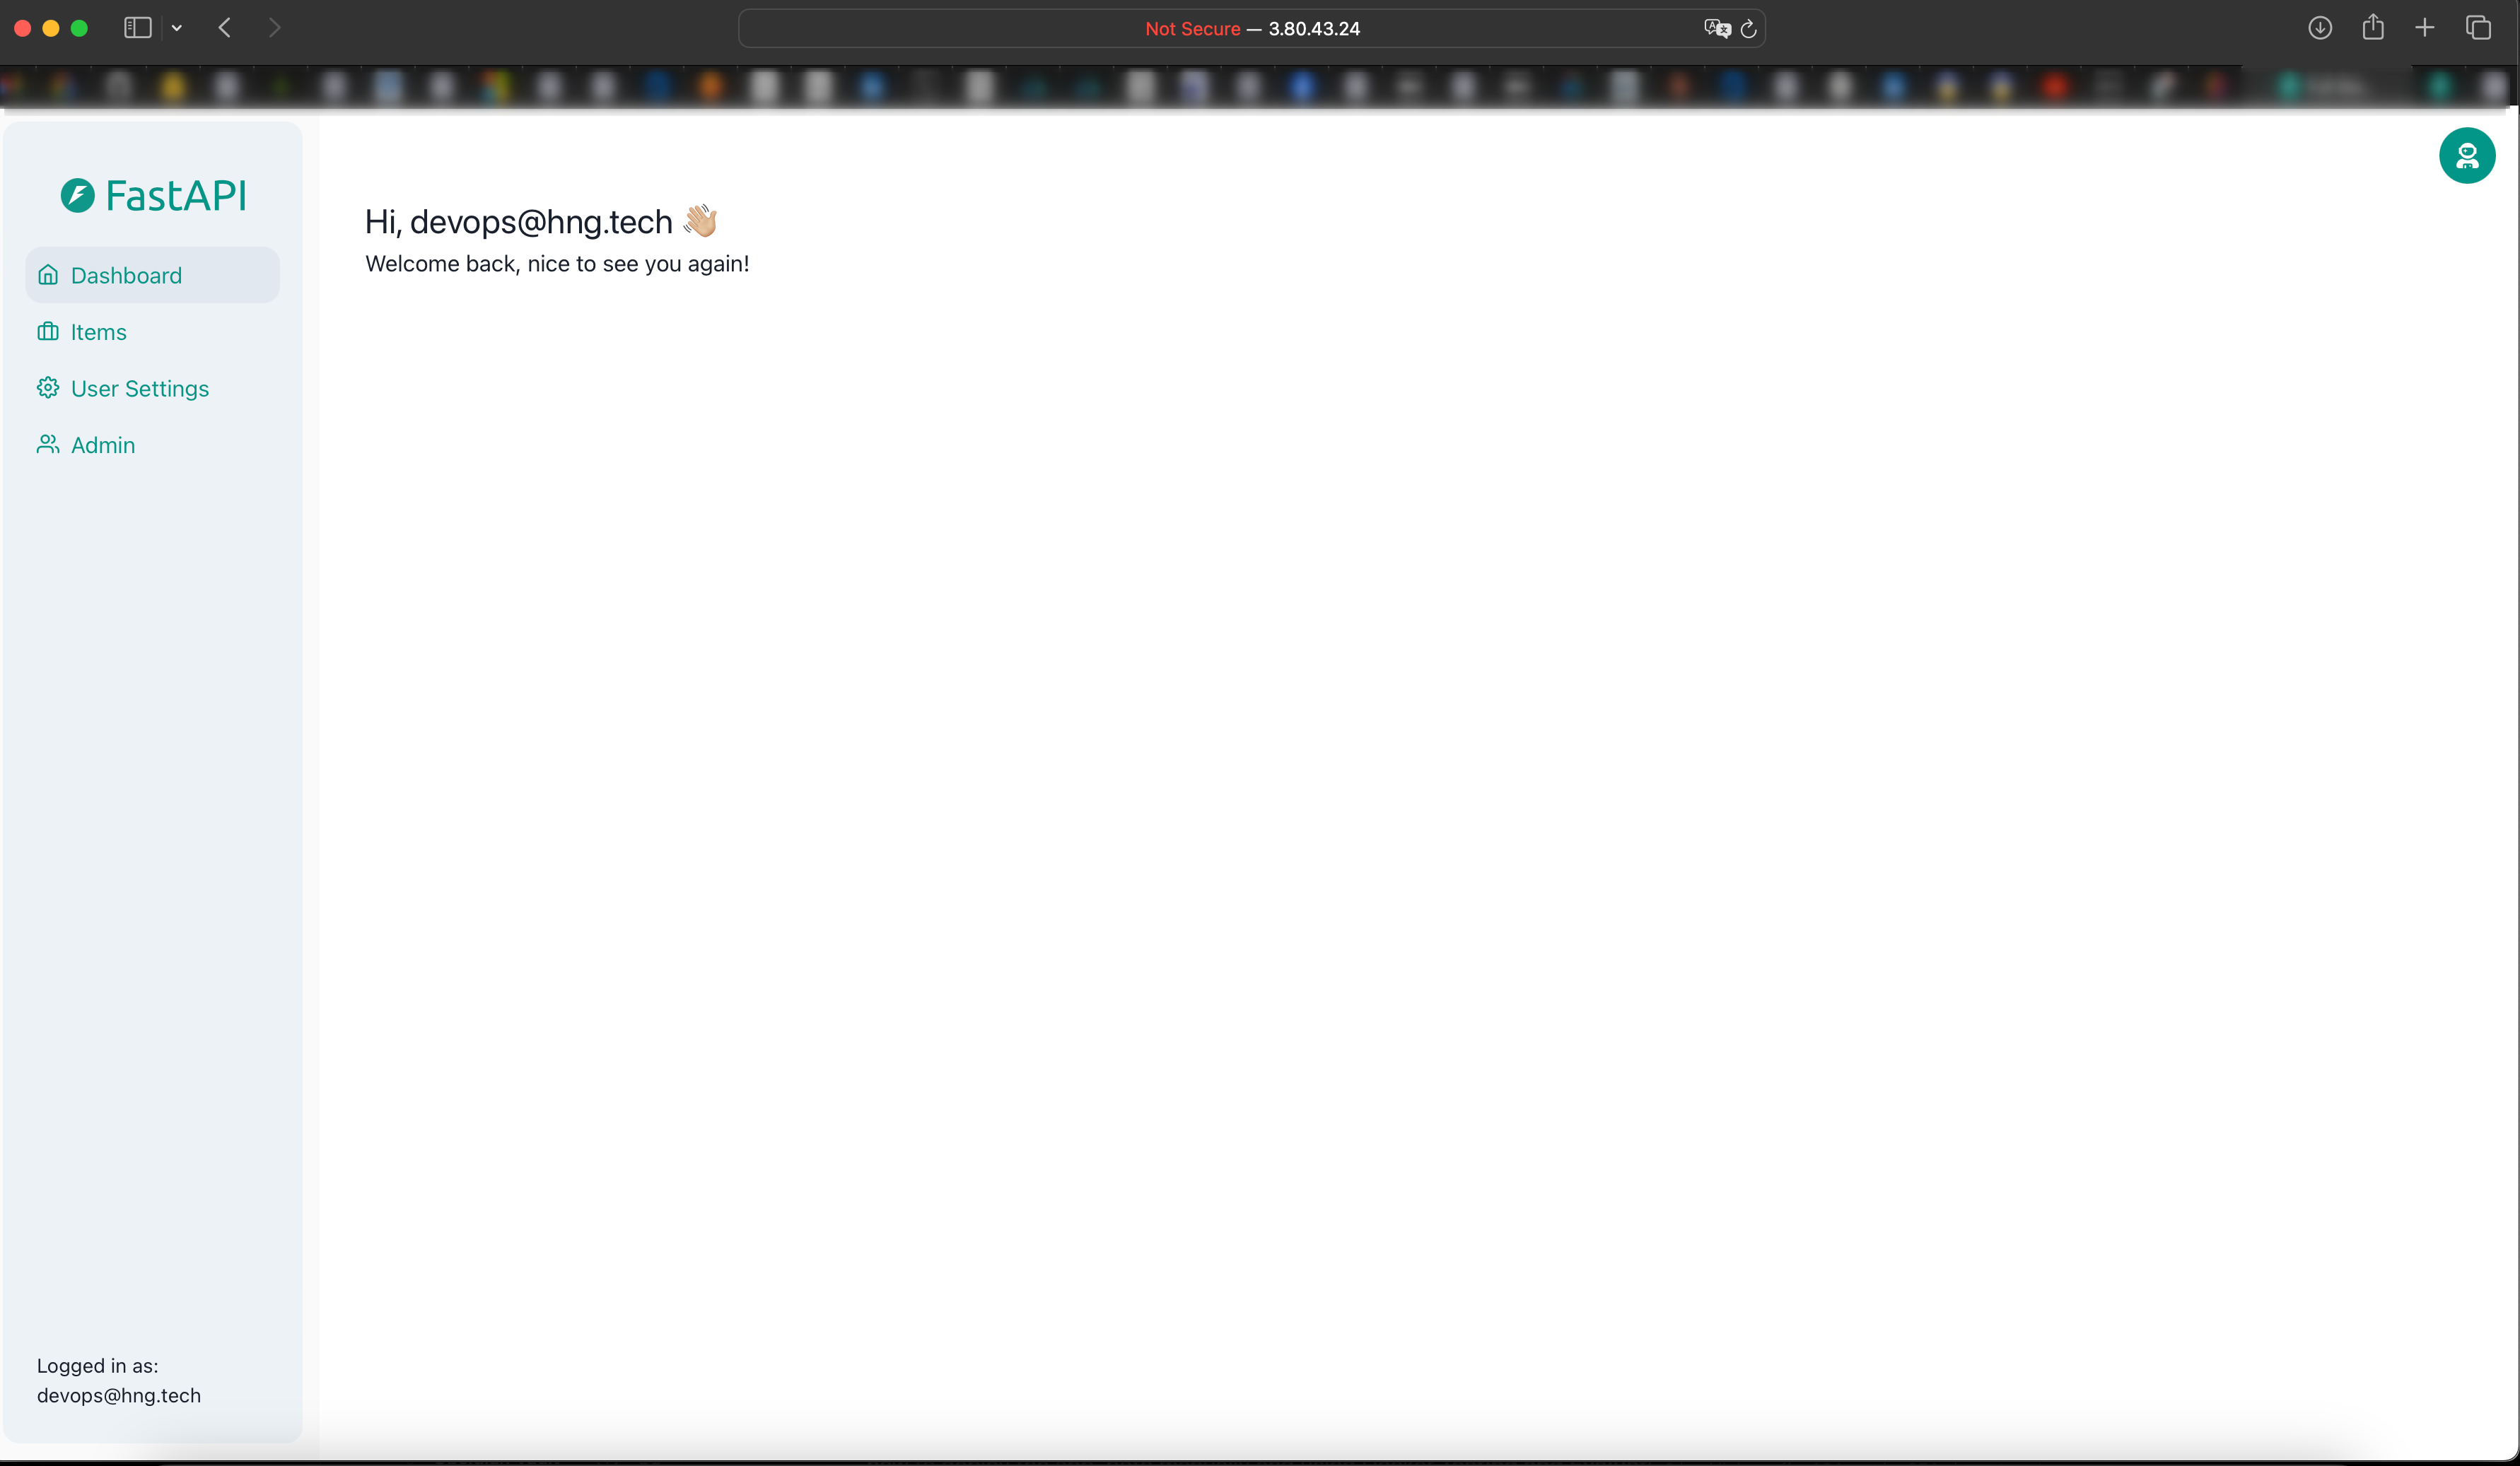 Not Secure — 3.80.43.24
FastAPI
Dashboard
Items
User Settings
Admin
Hi, devops@hng.tech 👋🏼
Welcome back, nice to see you again!
Logged in as:
devops@hng.tech